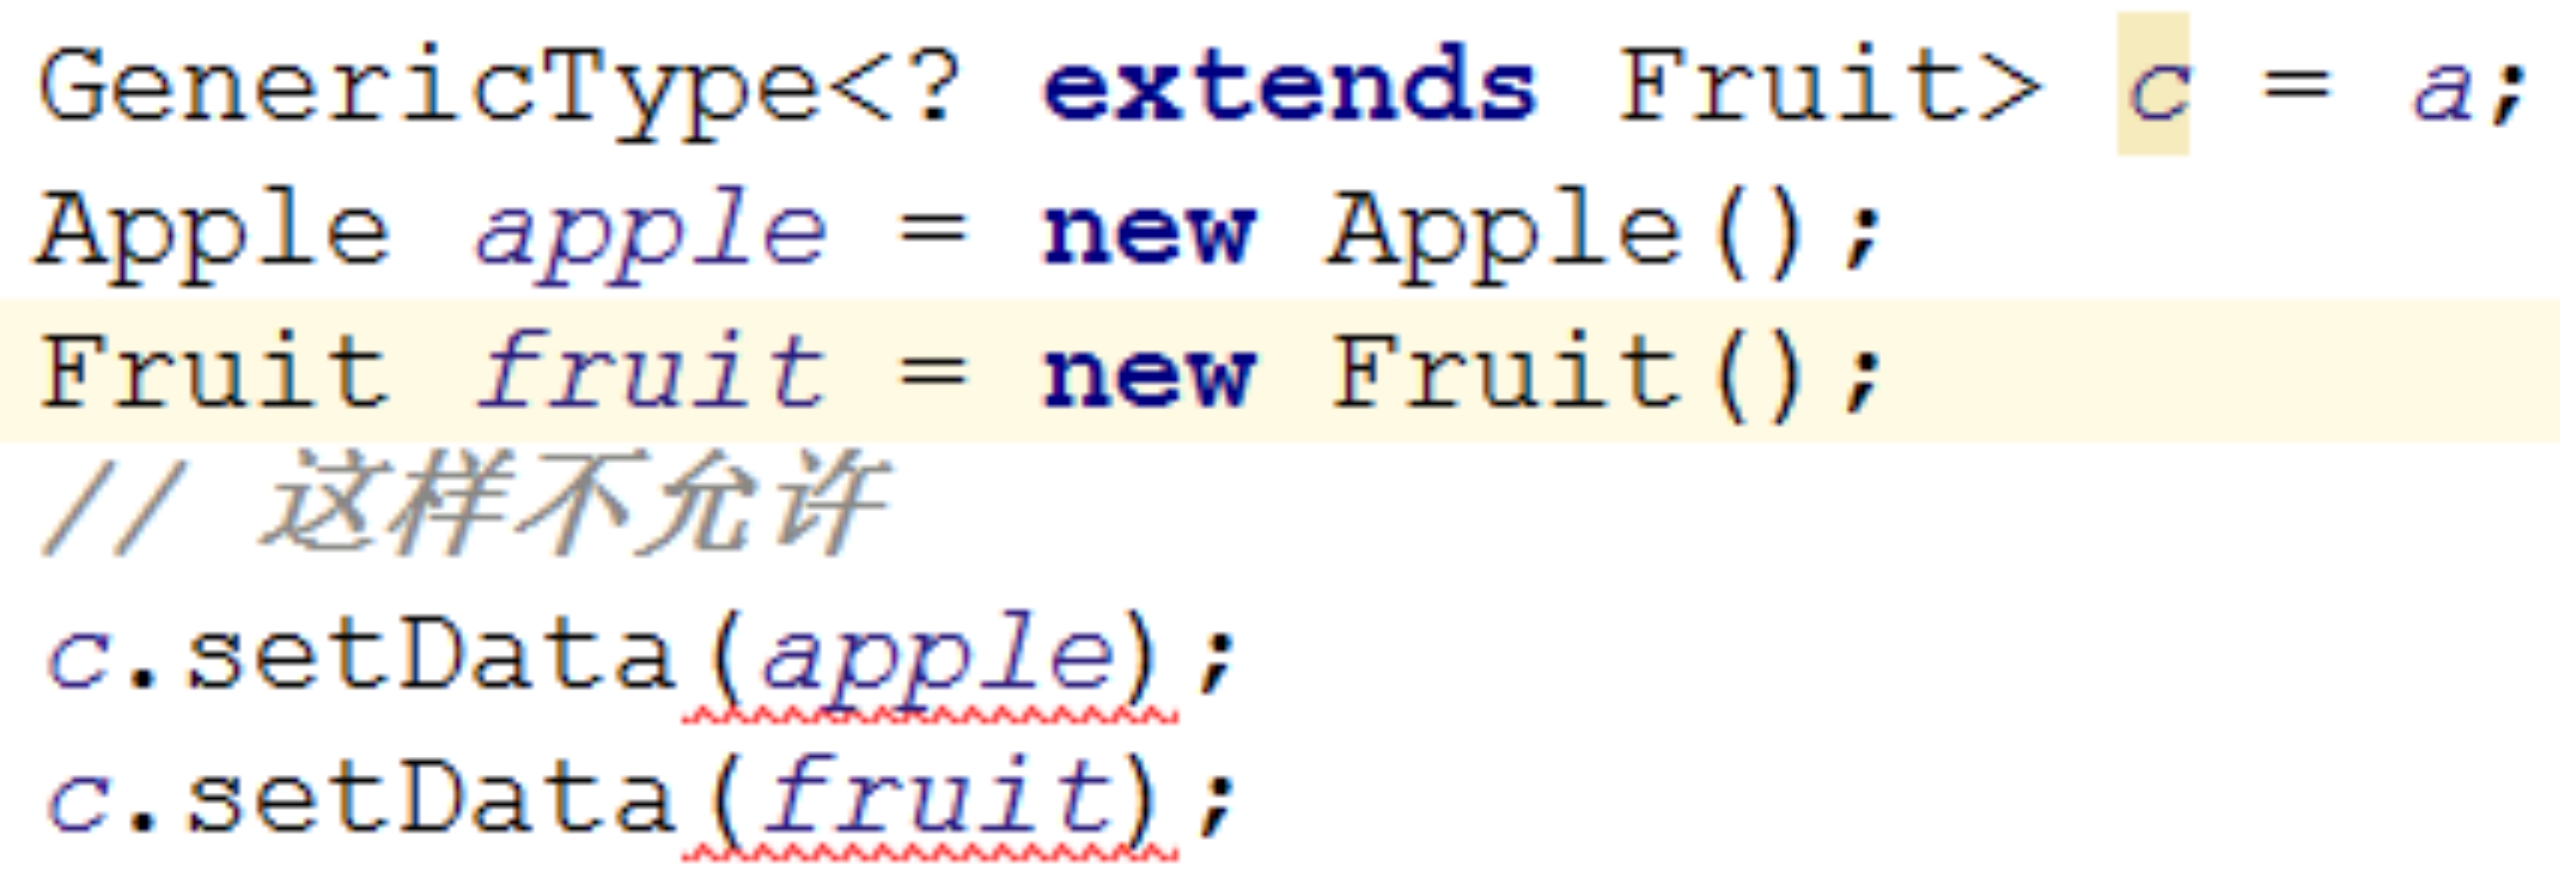 GenericType<? extends Fruit> c = a;
Apple apple = new Apple();
Fruit fruit = new Fruit();
// 这样不允许
c.setData(apple);
c.setData(fruit);